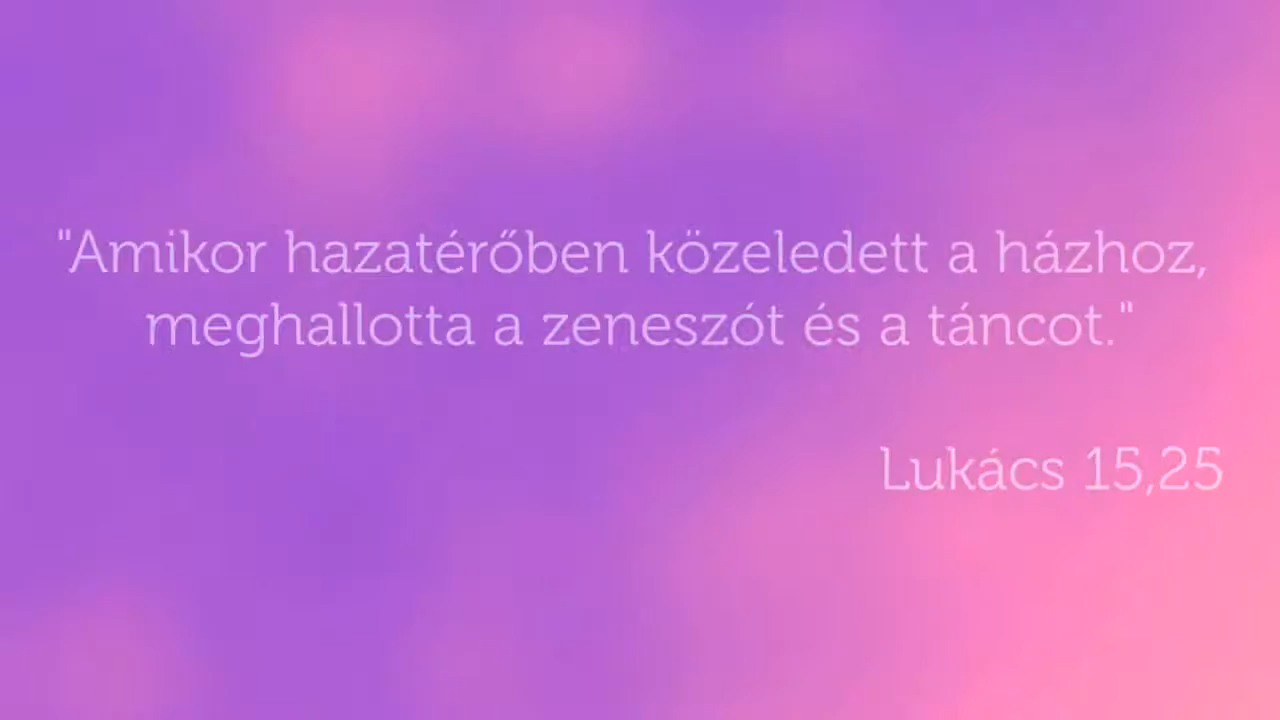 "Amikor hazatérőben közeledett a házhoz,
meghallotta a zeneszót és a táncot."
Lukács 15,25